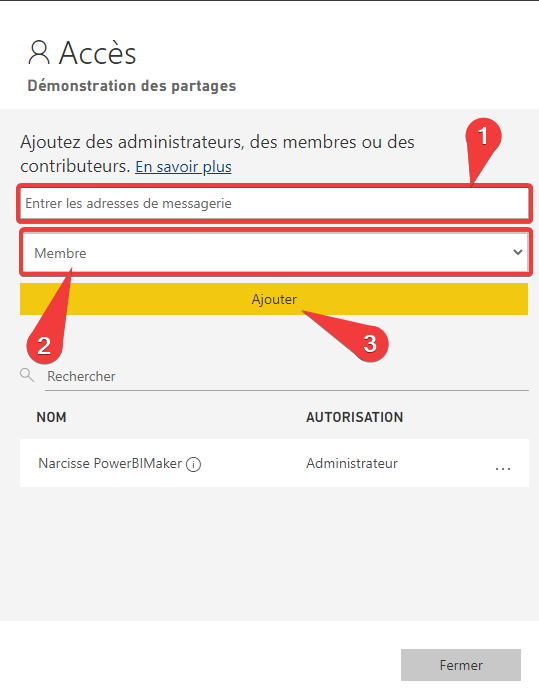 Accès
Démonstration des partages
Ajoutez des administrateurs, des membres ou des
contributeurs. En savoir plus
1
Entrer les adresses de messagerie
Membre
2
Ajouter
3
Rechercher
NOM AUTORISATION
Narcisse PowerBIMaker Administrateur ...
Fermer